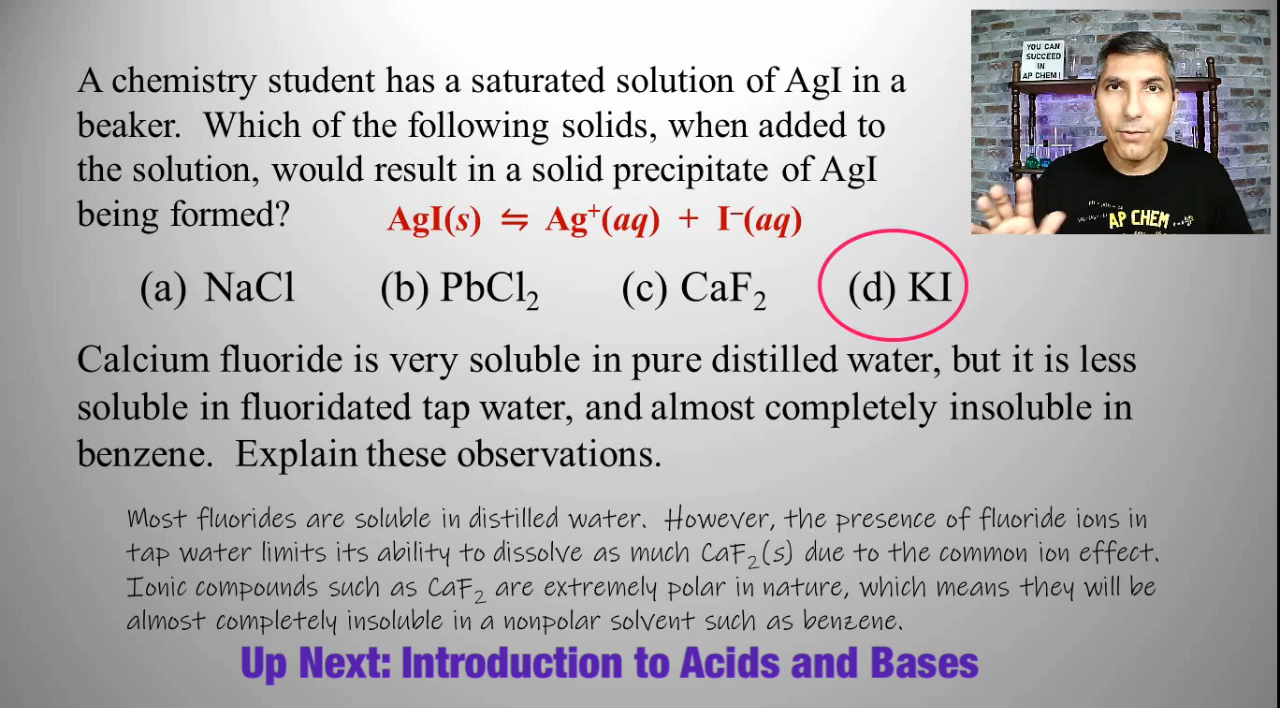 A chemistry student has a saturated solution of AgI in a
beaker. Which of the following solids, when added to
the solution, would result in a solid precipitate of AgI
being formed? AgI(s) ⇋ Ag⁺(aq) + I⁻(aq)
(a) NaCl (b) PbCl₂ (c) CaF₂ (d) KI
Calcium fluoride is very soluble in pure distilled water, but it is less
soluble in fluoridated tap water, and almost completely insoluble in
benzene. Explain these observations.
Most fluorides are soluble in distilled water. However, the presence of fluoride ions in
tap water limits its ability to dissolve as much CaF₂(s) due to the common ion effect.
Ionic compounds such as CaF₂ are extremely polar in nature, which means they will be
almost completely insoluble in a nonpolar solvent such as benzene.
Up Next: Introduction to Acids and Bases
YOU CAN
SUCCEED
IN
AP CHEM!
AP CHEM